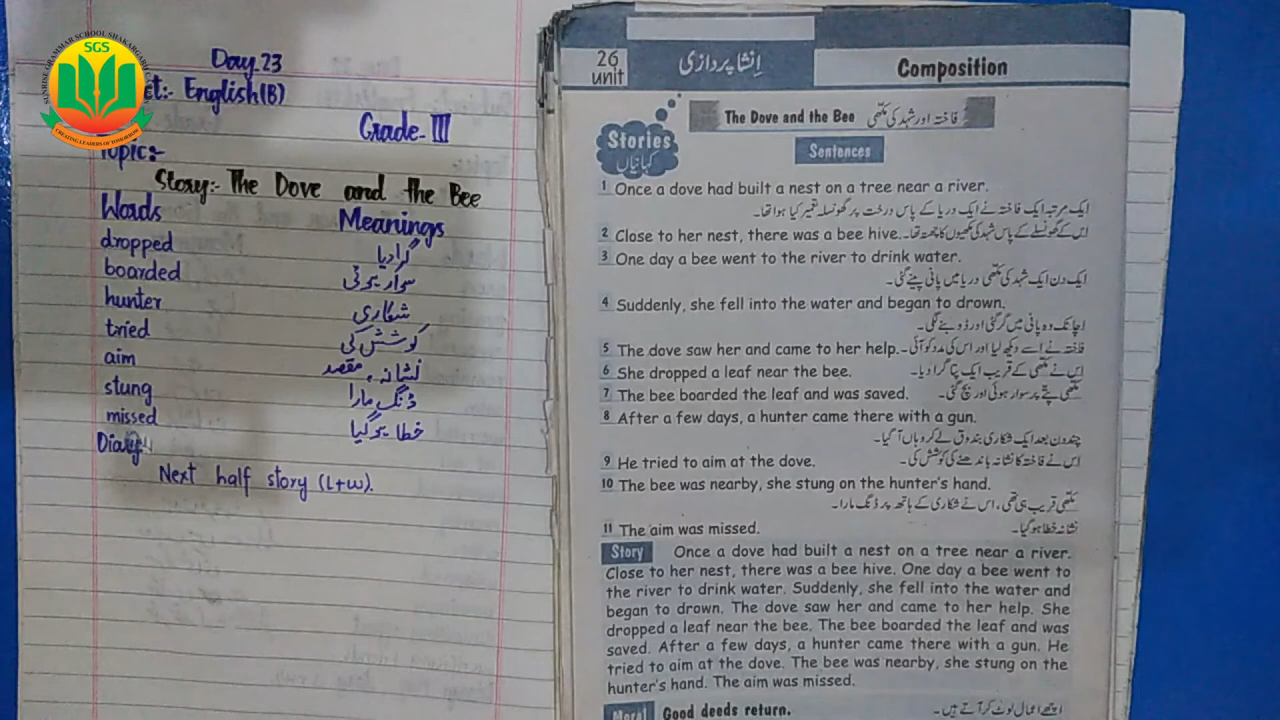 SUNRISE GRAMMAR SCHOOL SHAKARGARH
SGS
CREATING LEADERS OF TOMORROW
Day.23
t:- English(B)
Grade-III
Topic:-
Story:- The Dove and the Bee
Words Meanings
dropped گرادیا
boarded سوار ہوئی
hunter شکاری
tried کوشش کی
aim نشانہ، مقصد
stung ڈنگ مارا
missed خطا ہوگیا
Diary
Next half story (L+w).
26 unit
اِنشا پردازی
Composition
The Dove and the Bee فاختہ اور شہد کی مکھی
Stories
کہانیاں
Sentences
1 Once a dove had built a nest on a tree near a river.
ایک مرتبہ ایک فاختہ نے ایک دریا کے پاس درخت پر گھونسلہ تعمیر کیا ہوا تھا۔
2 Close to her nest, there was a bee hive. اس کے گھونسلے کے پاس شہد کی مکھیوں کا چھتہ تھا۔
3 One day a bee went to the river to drink water.
ایک دن ایک شہد کی مکھی دریا میں پانی پینے گئی۔
4 Suddenly, she fell into the water and began to drown.
اچانک وہ پانی میں گر گئی اور ڈوبنے لگی۔
5 The dove saw her and came to her help. فاختہ نے اسے دیکھ لیا اور اس کی مدد کو آئی۔
6 She dropped a leaf near the bee. اس نے مکھی کے قریب ایک پتا گرا دیا۔
7 The bee boarded the leaf and was saved. مکھی پتے پر سوار ہوئی اور بچ گئی۔
8 After a few days, a hunter came there with a gun.
چند دن بعد ایک شکاری بندوق لے کر وہاں آ گیا۔
9 He tried to aim at the dove. اس نے فاختہ کا نشانہ باندھنے کی کوشش کی۔
10 The bee was nearby, she stung on the hunter's hand.
مکھی قریب ہی تھی، اس نے شکاری کے ہاتھ پر ڈنگ مارا۔
11 The aim was missed. نشانہ خطا ہو گیا۔
Story Once a dove had built a nest on a tree near a river.
Close to her nest, there was a bee hive. One day a bee went to
the river to drink water. Suddenly, she fell into the water and
began to drown. The dove saw her and came to her help. She
dropped a leaf near the bee. The bee boarded the leaf and was
saved. After a few days, a hunter came there with a gun. He
tried to aim at the dove. The bee was nearby, she stung on the
hunter's hand. The aim was missed.
Moral Good deeds return. اچھے اعمال لوٹ کر آتے ہیں۔